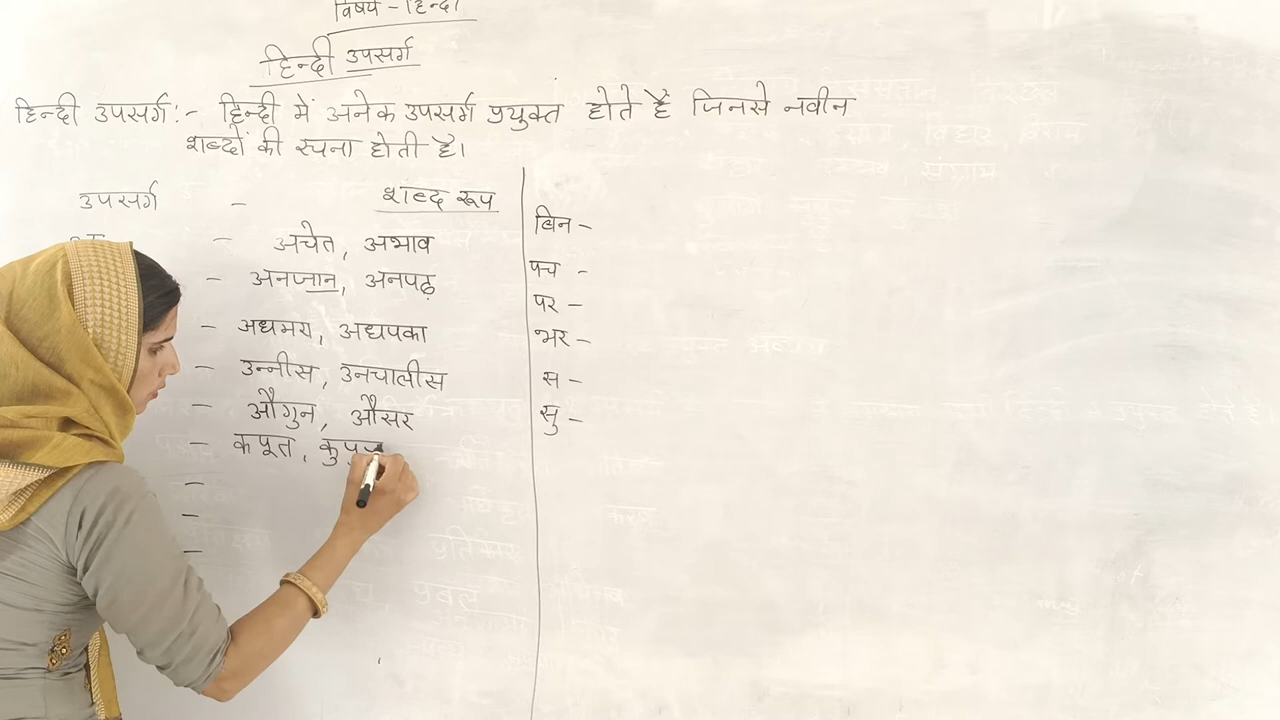 विषय - हिन्दी
हिन्दी उपसर्ग
हिन्दी उपसर्ग :- हिन्दी में अनेक उपसर्ग प्रयुक्त होते हैं जिनसे नवीन
शब्दों की रचना होती है।
उपसर्ग - शब्द रूप
- अचेत, अभाव
- अनजान, अनपढ़
- अधमरा, अधपका
- उन्नीस, उनचालीस
- औगुन, औसर
- कपूत,
-
-
-
बिन -
पच -
पर -
भर -
स -
सु -